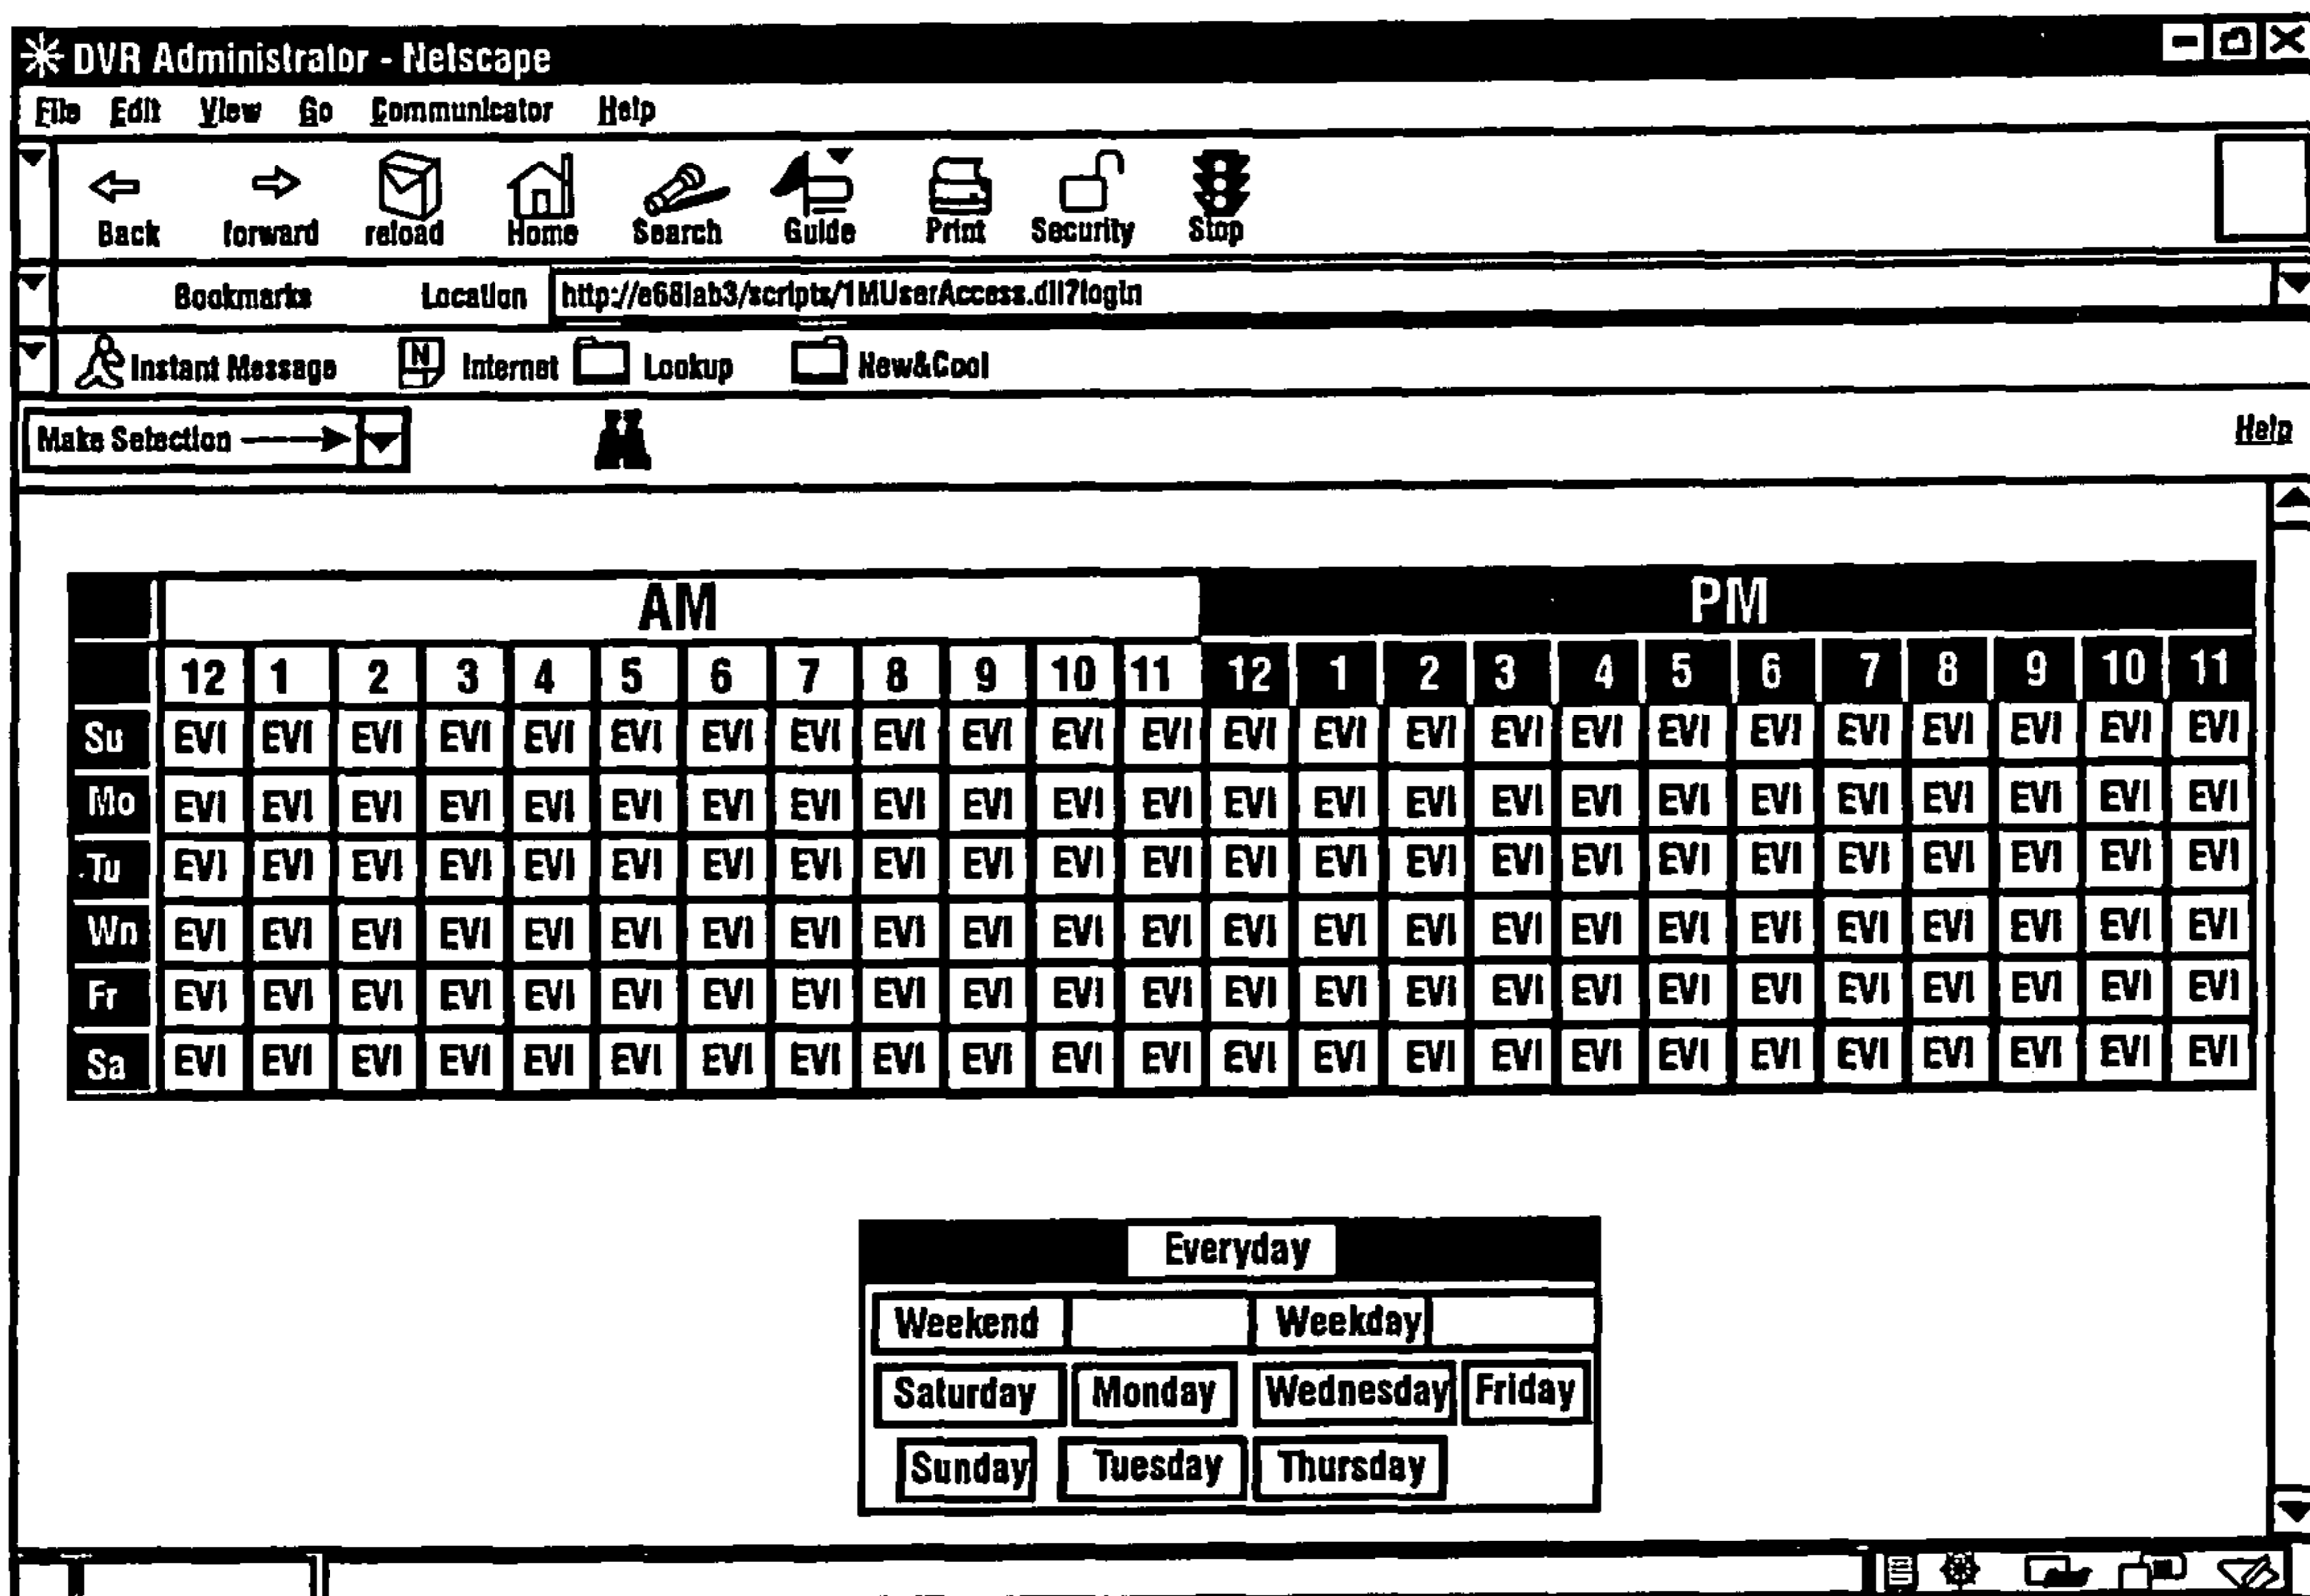 DVR Administrator - Netscape
File Edit View Go Communicator Help
Back forward reload Home Search Guide Print Security Stop
Bookmarks Location http://e68lab3/scripts/1MUserAccess.dll?login
Instant Message N Internet Lookup New&Cool
Make Selection Help
AM PM
12 1 2 3 4 5 6 7 8 9 10 11 12 1 2 3 4 5 6 7 8 9 10 11
Su EVI EVI EVI EVI EVI EVI EVI EVI EVI EVI EVI EVI EVI EVI EVI EVI EVI EVI EVI EVI EVI EVI EVI EVI
Mo EVI EVI EVI EVI EVI EVI EVI EVI EVI EVI EVI EVI EVI EVI EVI EVI EVI EVI EVI EVI EVI EVI EVI EVI
Tu EVI EVI EVI EVI EVI EVI EVI EVI EVI EVI EVI EVI EVI EVI EVI EVI EVI EVI EVI EVI EVI EVI EVI EVI
Wn EVI EVI EVI EVI EVI EVI EVI EVI EVI EVI EVI EVI EVI EVI EVI EVI EVI EVI EVI EVI EVI EVI EVI EVI
Fr EVI EVI EVI EVI EVI EVI EVI EVI EVI EVI EVI EVI EVI EVI EVI EVI EVI EVI EVI EVI EVI EVI EVI EVI
Sa EVI EVI EVI EVI EVI EVI EVI EVI EVI EVI EVI EVI EVI EVI EVI EVI EVI EVI EVI EVI EVI EVI EVI EVI
Everyday
Weekend Weekday
Saturday Monday Wednesday Friday
Sunday Tuesday Thursday